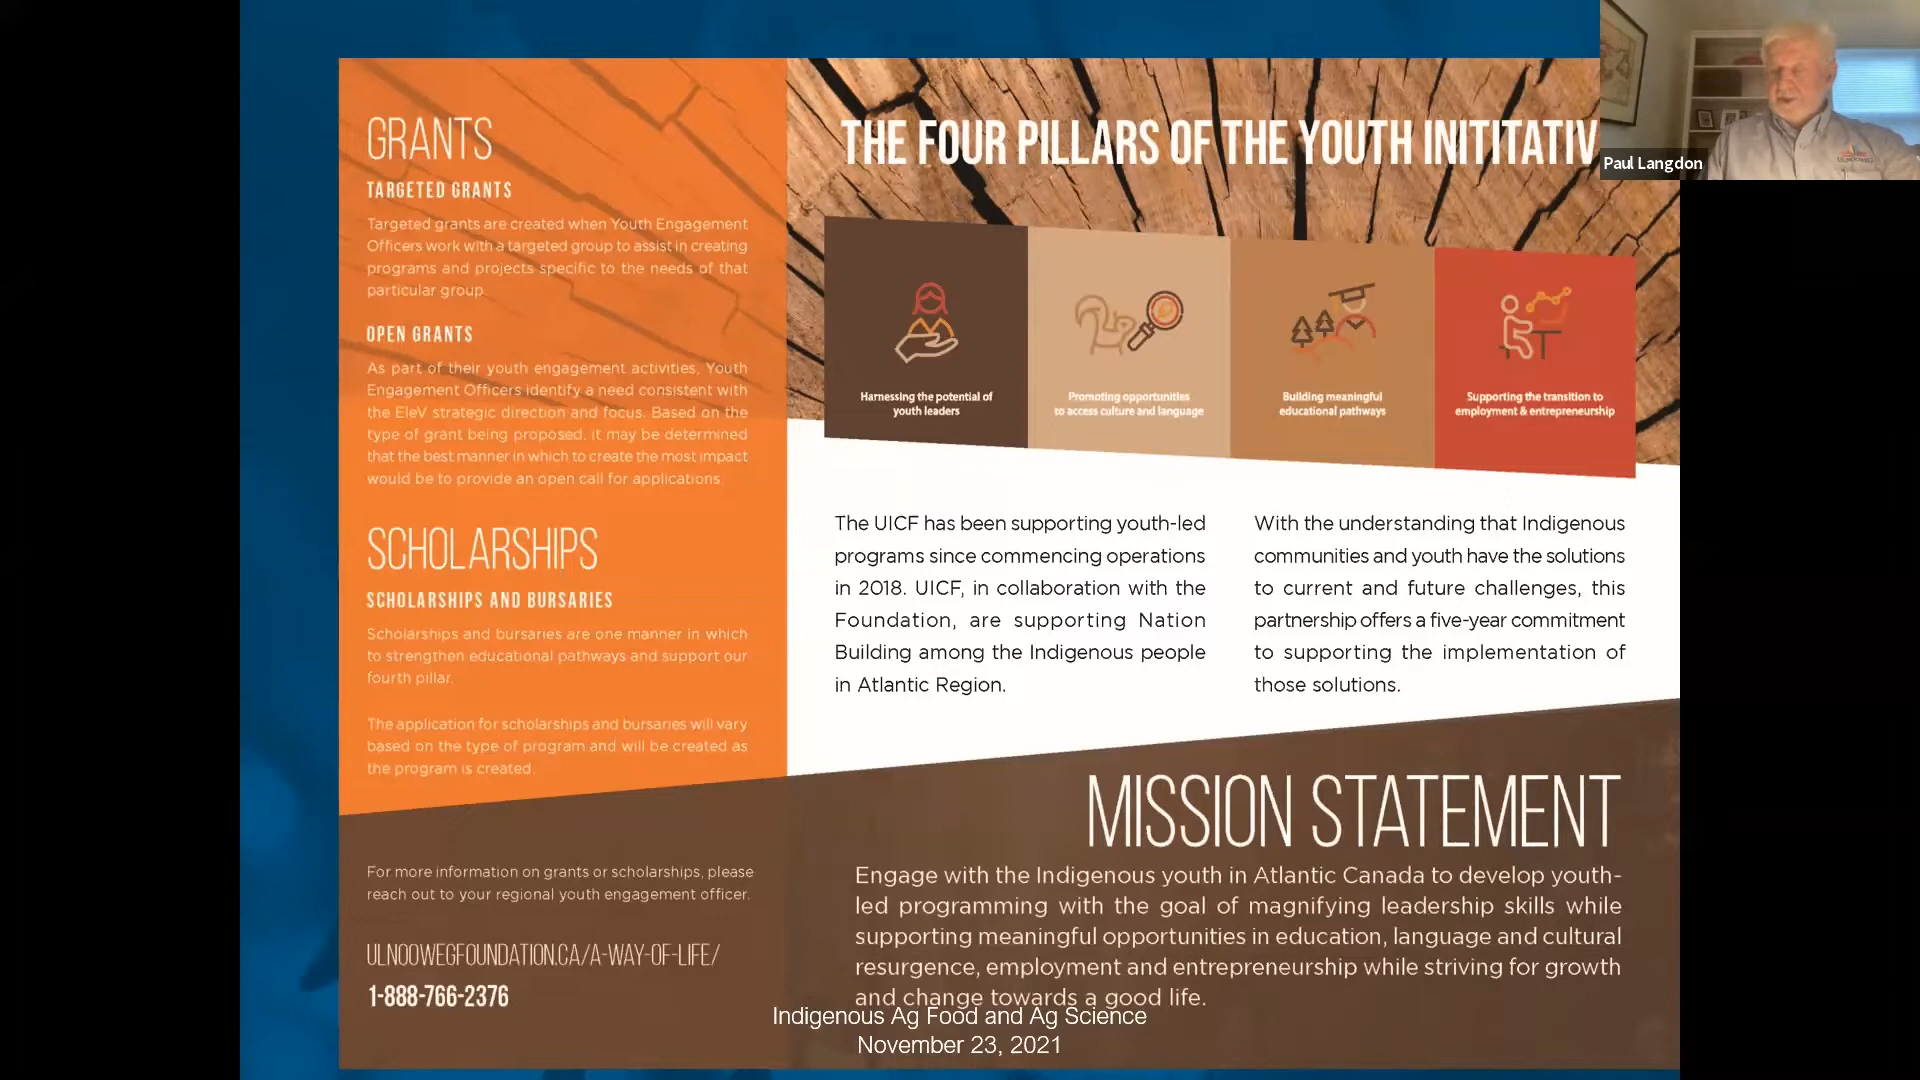 GRANTS
TARGETED GRANTS
Targeted grants are created when Youth Engagement
Officers work with a targeted group to assist in creating
programs and projects specific to the needs of that
particular group.
OPEN GRANTS
As part of their youth engagement activities, Youth
Engagement Officers identify a need consistent with
the EleV strategic direction and focus. Based on the
type of grant being proposed, it may be determined
that the best manner in which to create the most impact
would be to provide an open call for applications.
SCHOLARSHIPS
SCHOLARSHIPS AND BURSARIES
Scholarships and bursaries are one manner in which
to strengthen educational pathways and support our
fourth pillar.
The application for scholarships and bursaries will vary
based on the type of program and will be created as
the program is created.
For more information on grants or scholarships, please
reach out to your regional youth engagement officer.
ULNOOWEGFOUNDATION.CA/A-WAY-OF-LIFE/
1-888-766-2376
THE FOUR PILLARS OF THE YOUTH INITITATIV
Harnessing the potential of
youth leaders
Promoting opportunities
to access culture and language
Building meaningful
educational pathways
Supporting the transition to
employment & entrepreneurship
The UICF has been supporting youth-led
programs since commencing operations
in 2018. UICF, in collaboration with the
Foundation, are supporting Nation
Building among the Indigenous people
in Atlantic Region.
With the understanding that Indigenous
communities and youth have the solutions
to current and future challenges, this
partnership offers a five-year commitment
to supporting the implementation of
those solutions.
MISSION STATEMENT
Engage with the Indigenous youth in Atlantic Canada to develop youth-
led programming with the goal of magnifying leadership skills while
supporting meaningful opportunities in education, language and cultural
resurgence, employment and entrepreneurship while striving for growth
and change towards a good life.
Indigenous Ag Food and Ag Science
November 23, 2021
Paul Langdon
ULNOOWEG